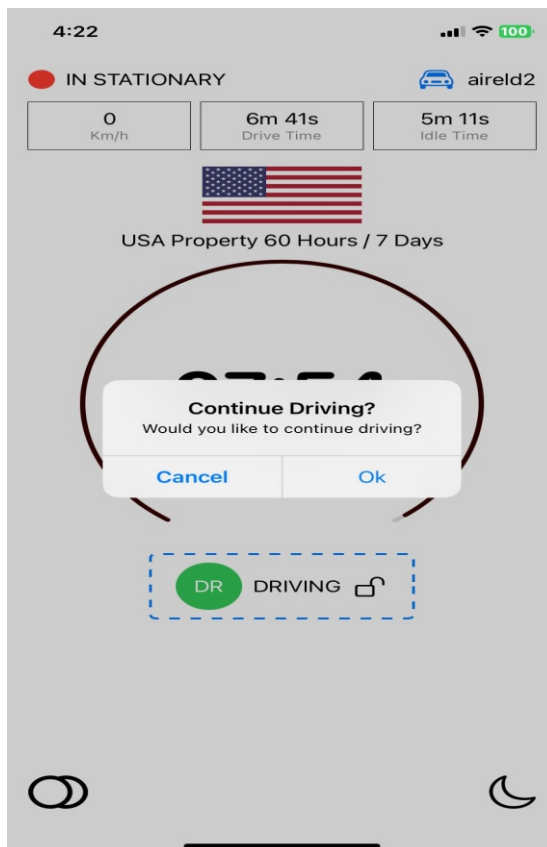 4:22
100
IN STATIONARY
aireld2
0
Km/h
6m 41s
Drive Time
5m 11s
Idle Time
USA Property 60 Hours / 7 Days
Continue Driving?
Would you like to continue driving?
Cancel
Ok
DR
DRIVING